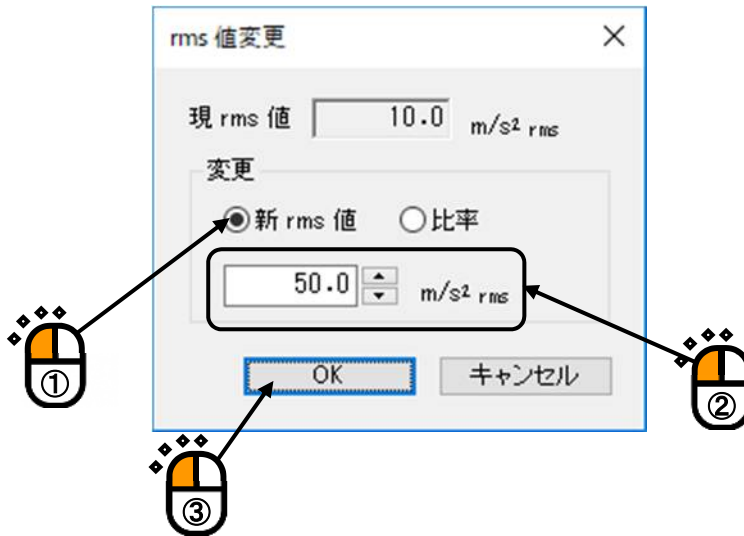 rms 値変更
現 rms 値 10.0 m/s² rms
変更
新 rms 値 比率
50.0 m/s² rms
OK キャンセル
①
②
③